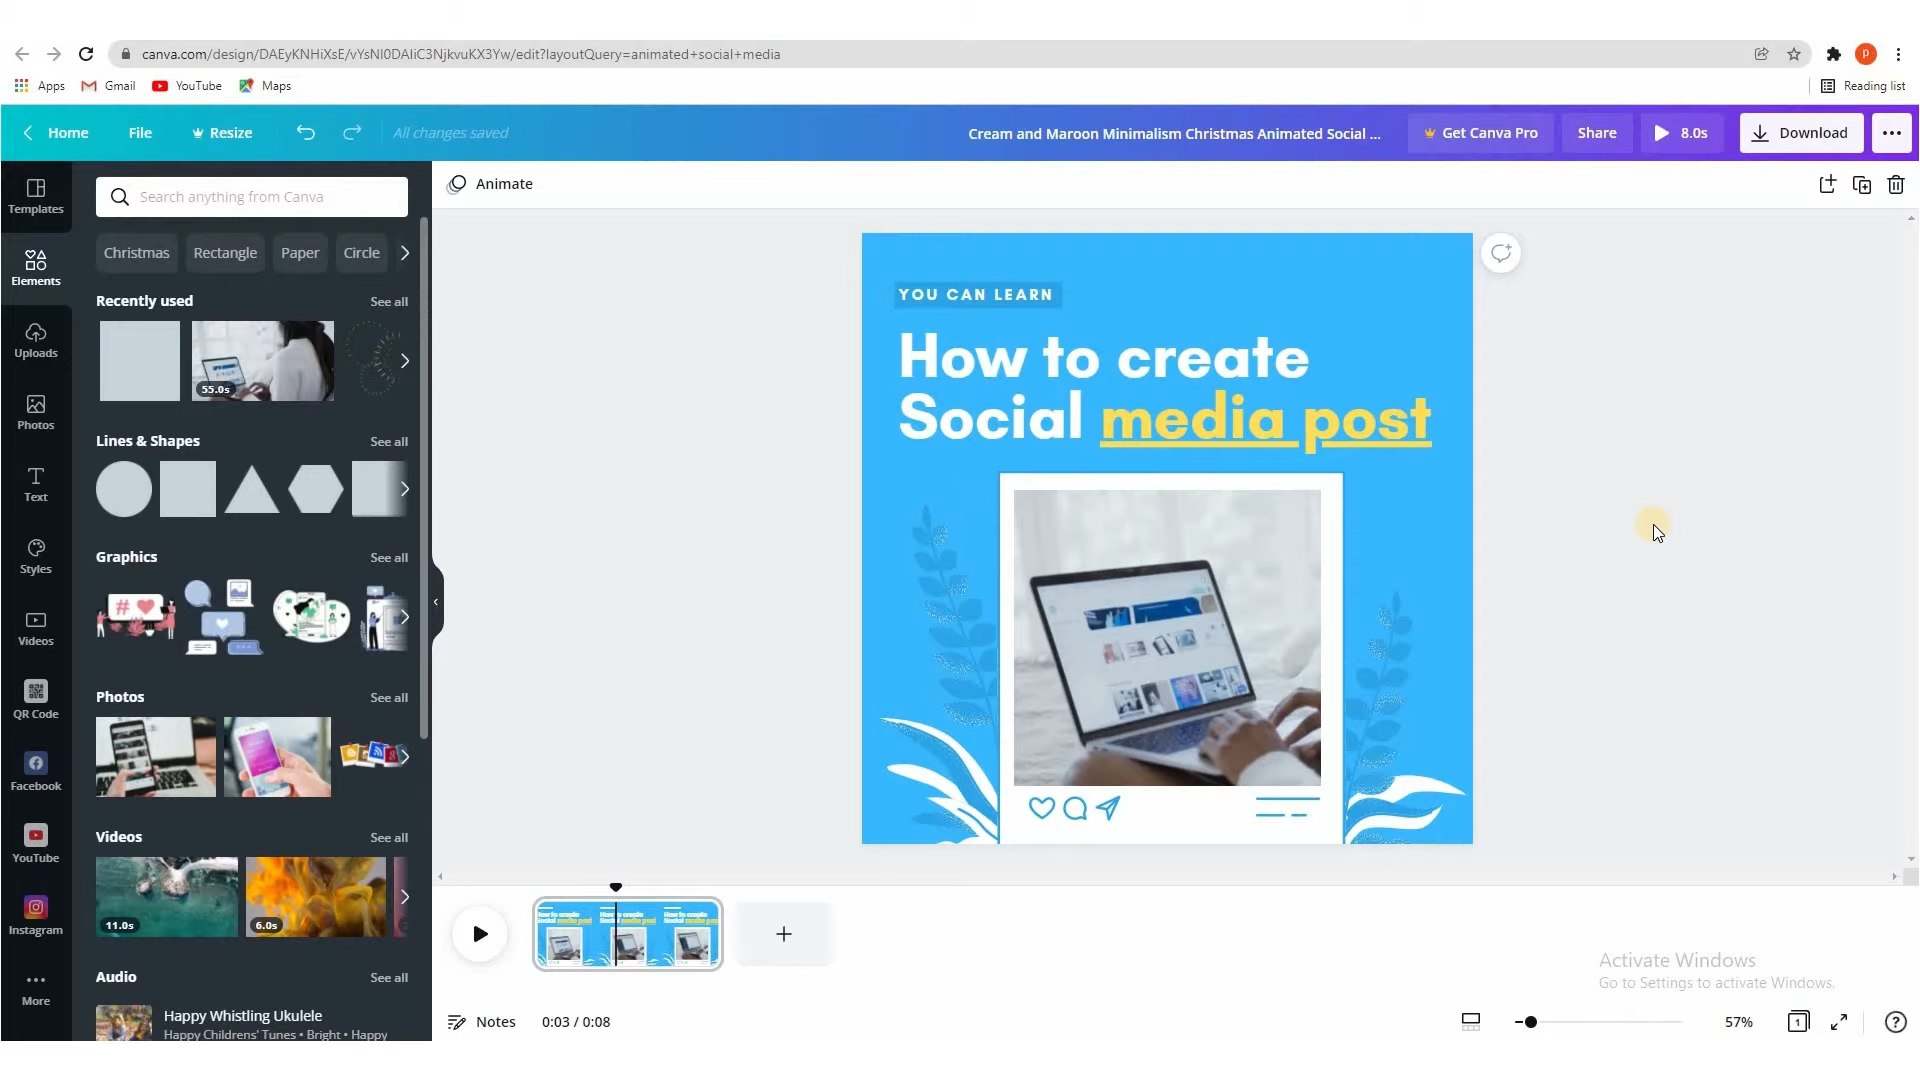 canva.com/design/DAEyKNHiXsE/vYsNl0DAliC3NjkvuKX3Yw/edit?layoutQuery=animated+social+media
P
Apps
Gmail
YouTube
Maps
Reading list
Home
File
Resize
All changes saved
Cream and Maroon Minimalism Christmas Animated Social ...
Get Canva Pro
Share
8.0s
Download
Templates
Elements
Uploads
Photos
Text
Styles
Videos
QR Code
Facebook
YouTube
Instagram
More
Search anything from Canva
Christmas
Rectangle
Paper
Circle
Recently used
See all
55.0s
Lines & Shapes
See all
Graphics
See all
Photos
See all
Videos
See all
11.0s
6.0s
Audio
See all
Happy Whistling Ukulele
Happy Childrens' Tunes • Bright • Happy
Animate
YOU CAN LEARN
How to create
Social media post
Notes
0:03 / 0:08
Activate Windows
Go to Settings to activate Windows.
57%
1